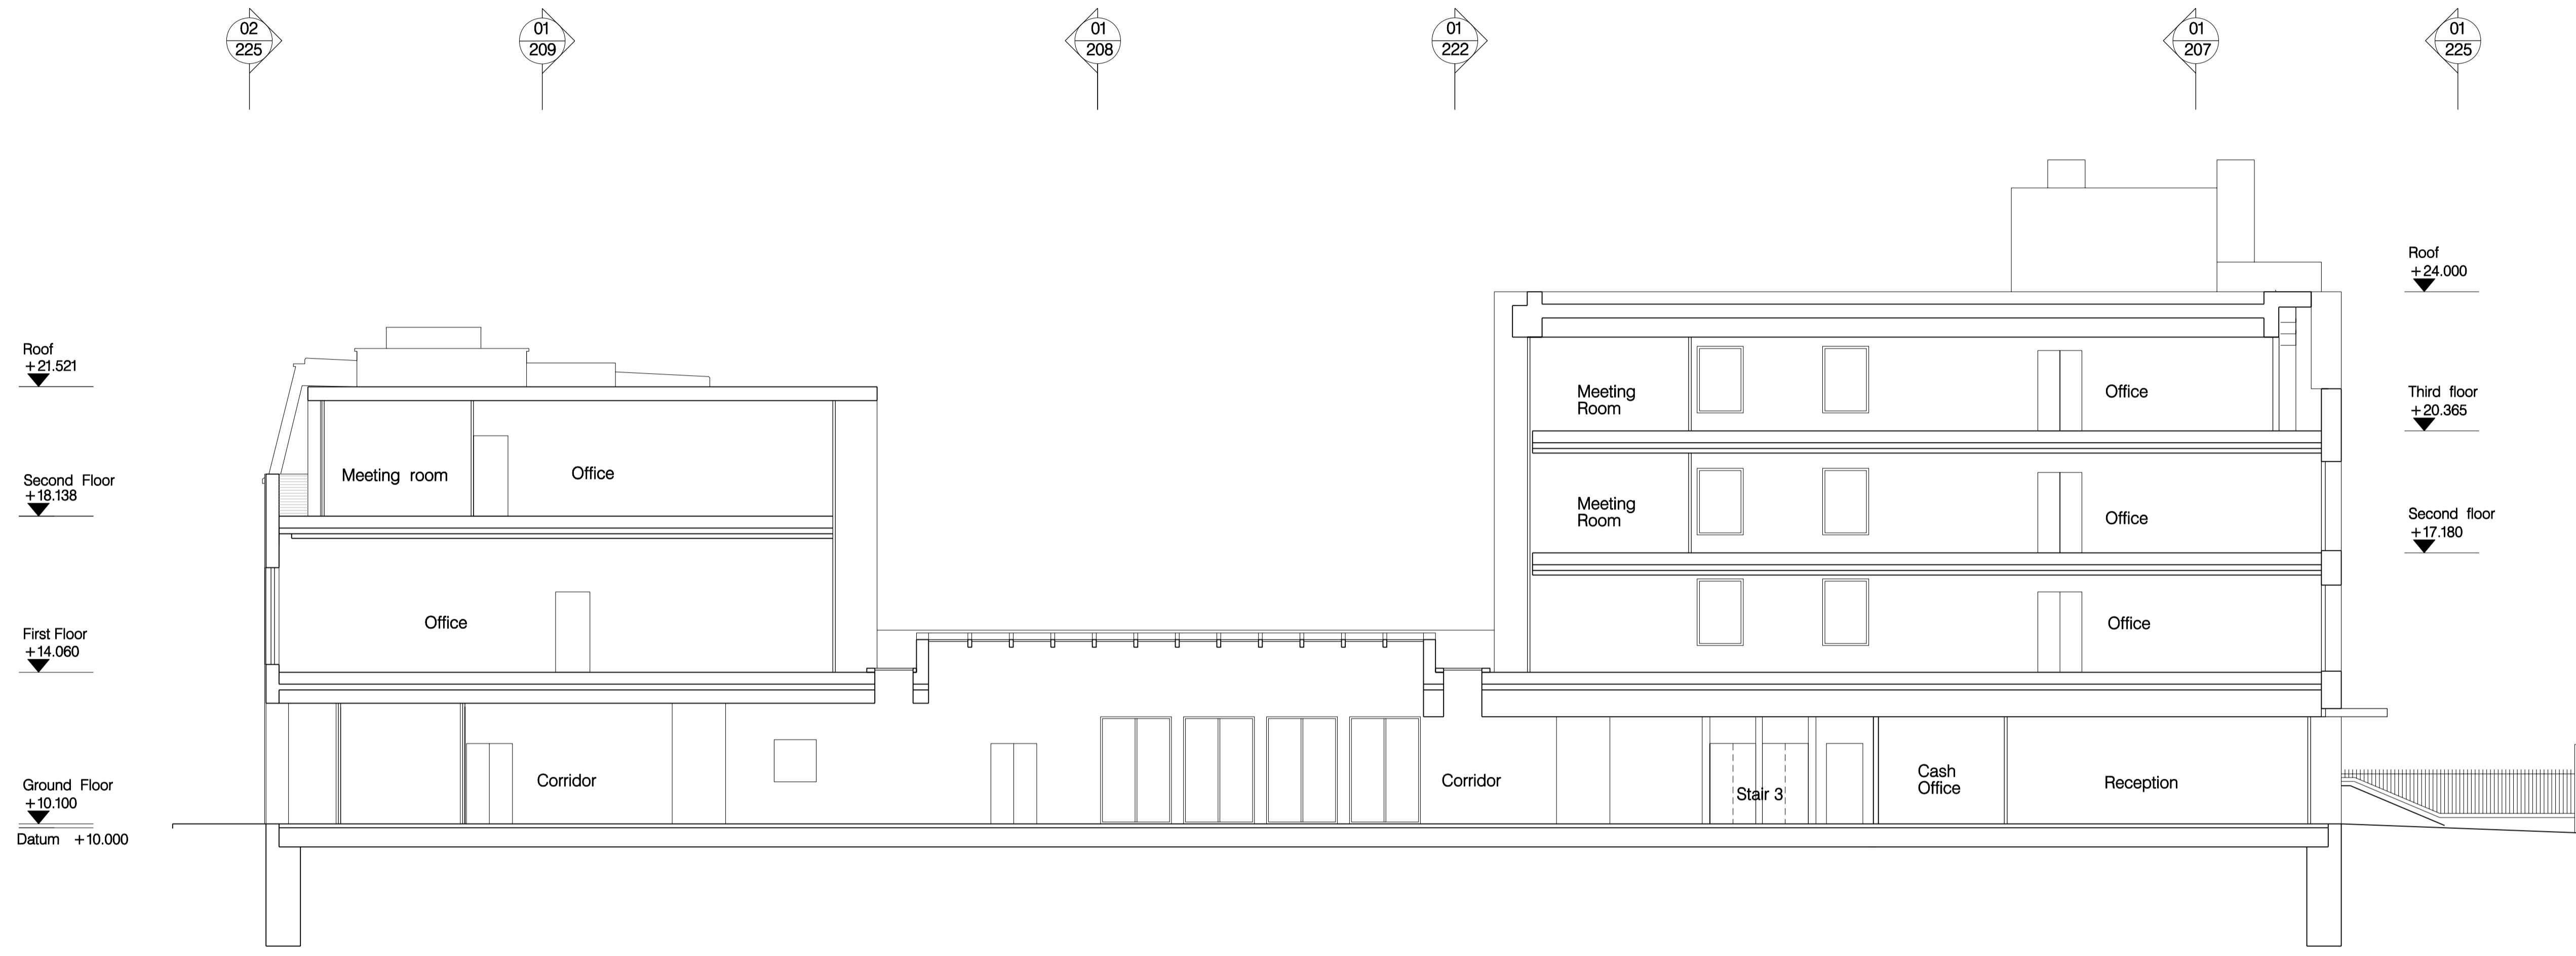 02
225
01
209
01
208
01
222
01
207
01
225
Roof
+24.000
Roof
+21.521
Third floor
+20.365
Meeting
Room
Office
Second Floor
+18.138
Meeting room
Office
Meeting
Room
Office
Second floor
+17.180
First Floor
+14.060
Office
Office
Ground Floor
+10.100
Datum +10.000
Corridor
Corridor
Stair 3
Cash
Office
Reception